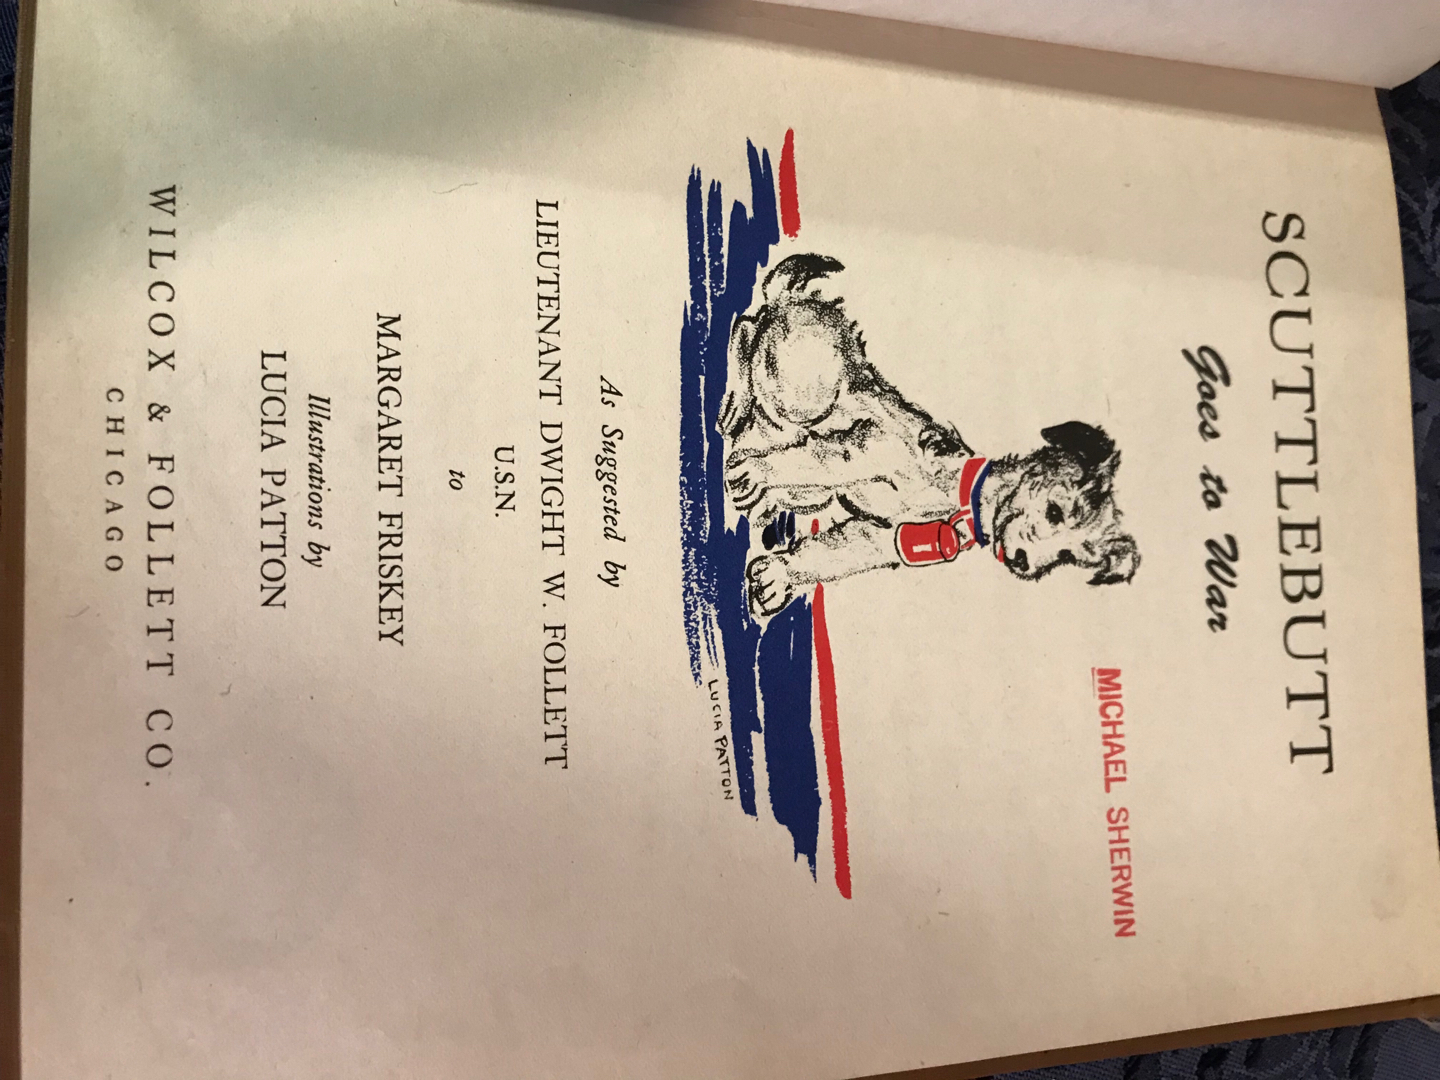 SCUTTLEBUTT
Goes to War
MICHAEL SHERWIN
LUCIA PATTON
As Suggested by
LIEUTENANT DWIGHT W. FOLLETT
U.S.N.
to
MARGARET FRISKEY
Illustrations by
LUCIA PATTON
WILCOX & FOLLETT CO.
CHICAGO